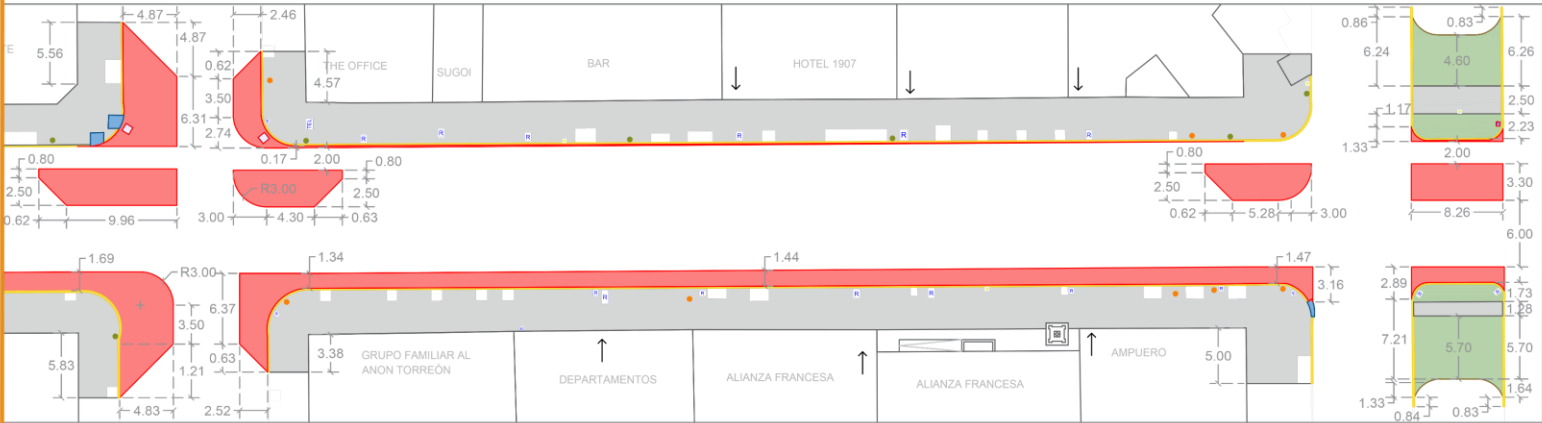 4.87
2.46
0.86
0.83
5.56
4.87
TE
0.62
4.57
THE OFFICE
SUGOI
BAR
HOTEL 1907
6.24
4.60
6.26
3.50
6.31
2.74
TEL
R
R
R
R
R
R
1.17
2.50
2.23
1.33
0.80
0.17
2.00
0.80
0.80
2.00
2.50
R3.00
2.50
2.50
3.30
0.62
9.96
3.00
4.30
0.63
0.62
5.28
3.00
8.26
6.00
1.69
R3.00
1.34
1.44
1.47
3.16
2.89
1.73
1.28
6.37
3.50
R
R
R
R
R
R
R
R
5.83
1.21
0.63
3.38
GRUPO FAMILIAR AL
ANON TORREÓN
DEPARTAMENTOS
ALIANZA FRANCESA
ALIANZA FRANCESA
AMPUERO
5.00
7.21
5.70
5.70
4.83
2.52
1.64
1.33
0.84
0.83